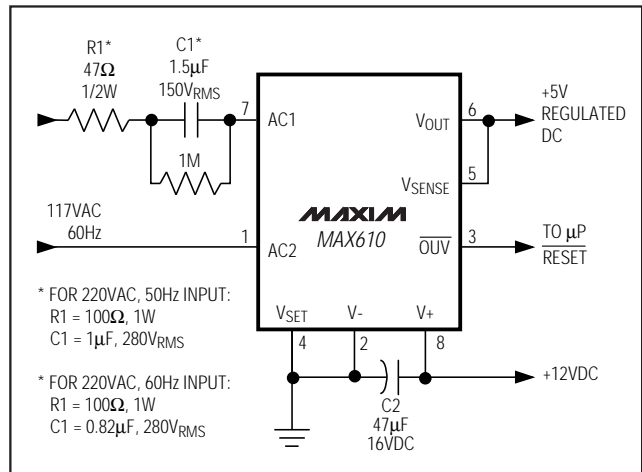 R1*
47Ω
1/2W
C1*
1.5µF
150VRMS
7
AC1
1M
117VAC
60Hz
1
AC2
MAXIM
MAX610
VOUT
6
+5V
REGULATED
DC
VSENSE
5
OUV
3
TO µP
RESET
VSET
4
V-
2
V+
8
+12VDC
C2
47µF
16VDC
* FOR 220VAC, 50Hz INPUT:
R1 = 100Ω, 1W
C1 = 1µF, 280VRMS
* FOR 220VAC, 60Hz INPUT:
R1 = 100Ω, 1W
C1 = 0.82µF, 280VRMS